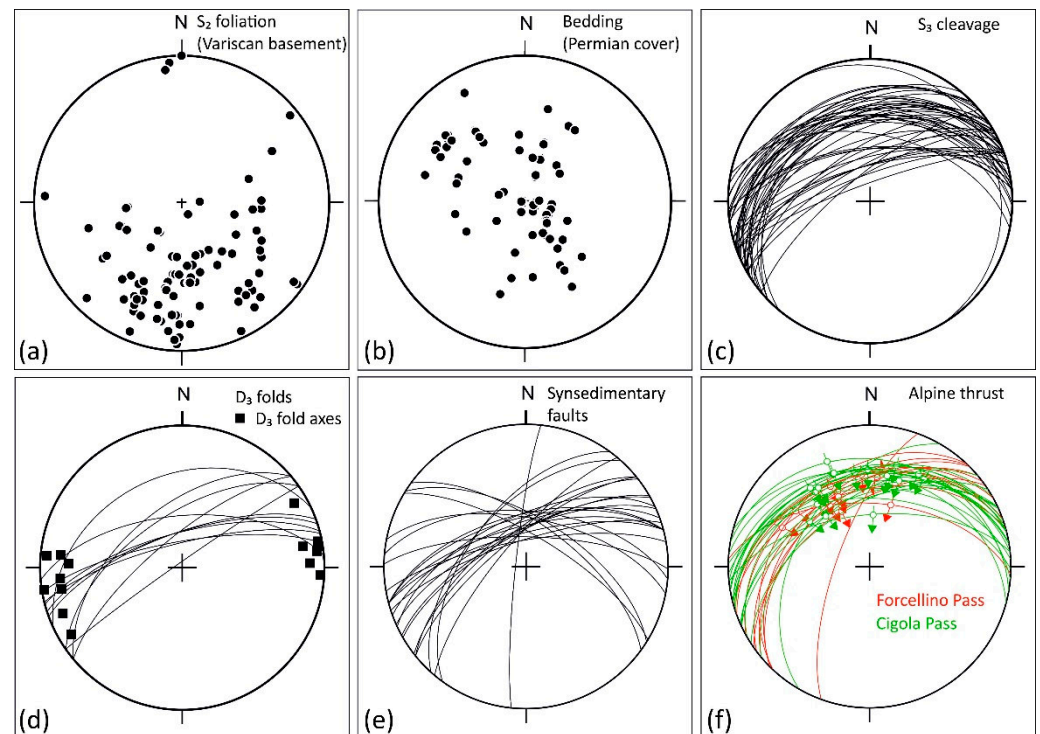 N
S₂ foliation
(Variscan basement)
(a)
N
Bedding
(Permian cover)
(b)
N
S₃ cleavage
(c)
N
D₃ folds
D₃ fold axes
(d)
N
Synsedimentary
faults
(e)
N
Alpine thrust
Forcellino Pass
Cigola Pass
(f)